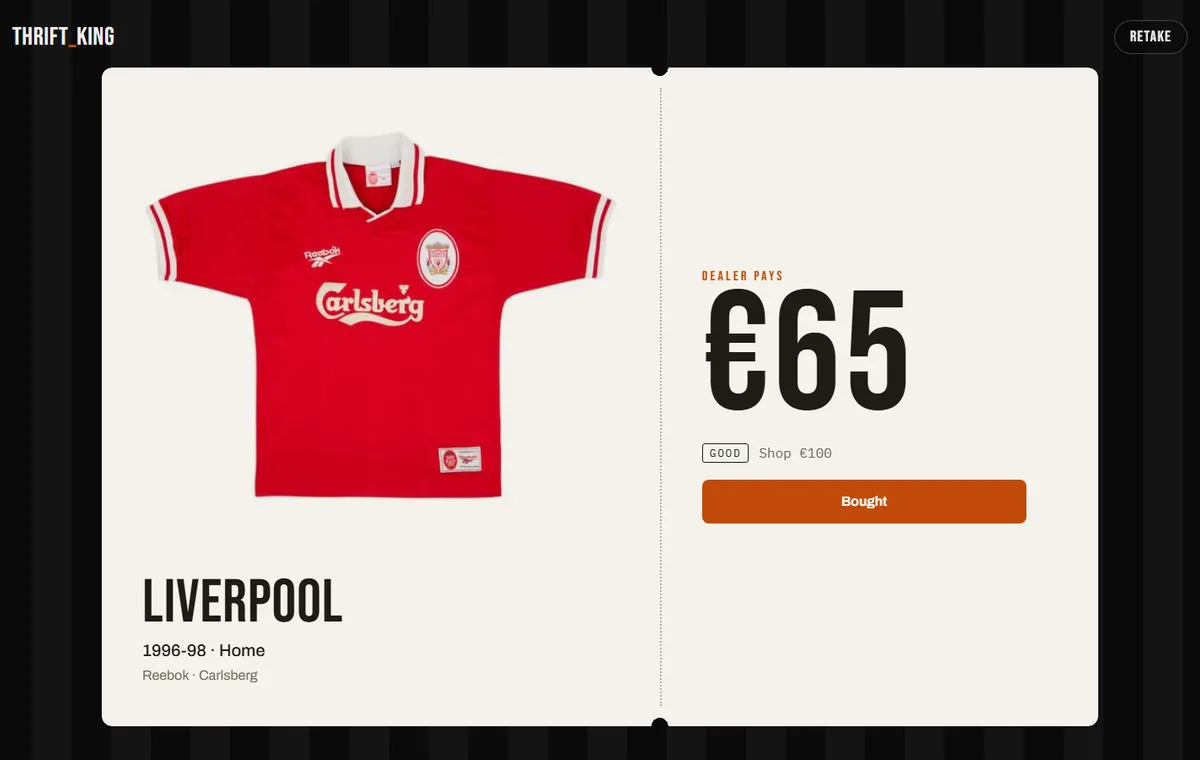 THRIFT_KING
RETAKE
Reebok
Carlsberg
LIVERPOOL
1996-98 · Home
Reebok · Carlsberg
DEALER PAYS
€65
GOOD
Shop €100
Bought